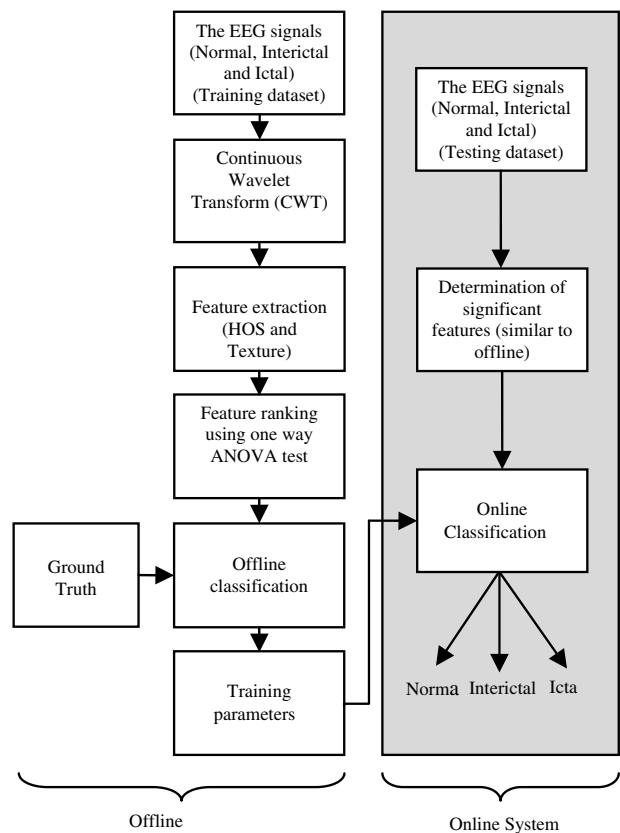 The EEG signals
(Normal, Interictal
and Ictal)
(Training dataset)
Continuous
Wavelet
Transform (CWT)
Feature extraction
(HOS and
Texture)
Feature ranking
using one way
ANOVA test
Ground
Truth
Offline
classification
Training
parameters
Offline
The EEG signals
(Normal, Interictal
and Ictal)
(Testing dataset)
Determination of
significant
features (similar to
offline)
Online
Classification
Norma
Interictal
Icta
Online System